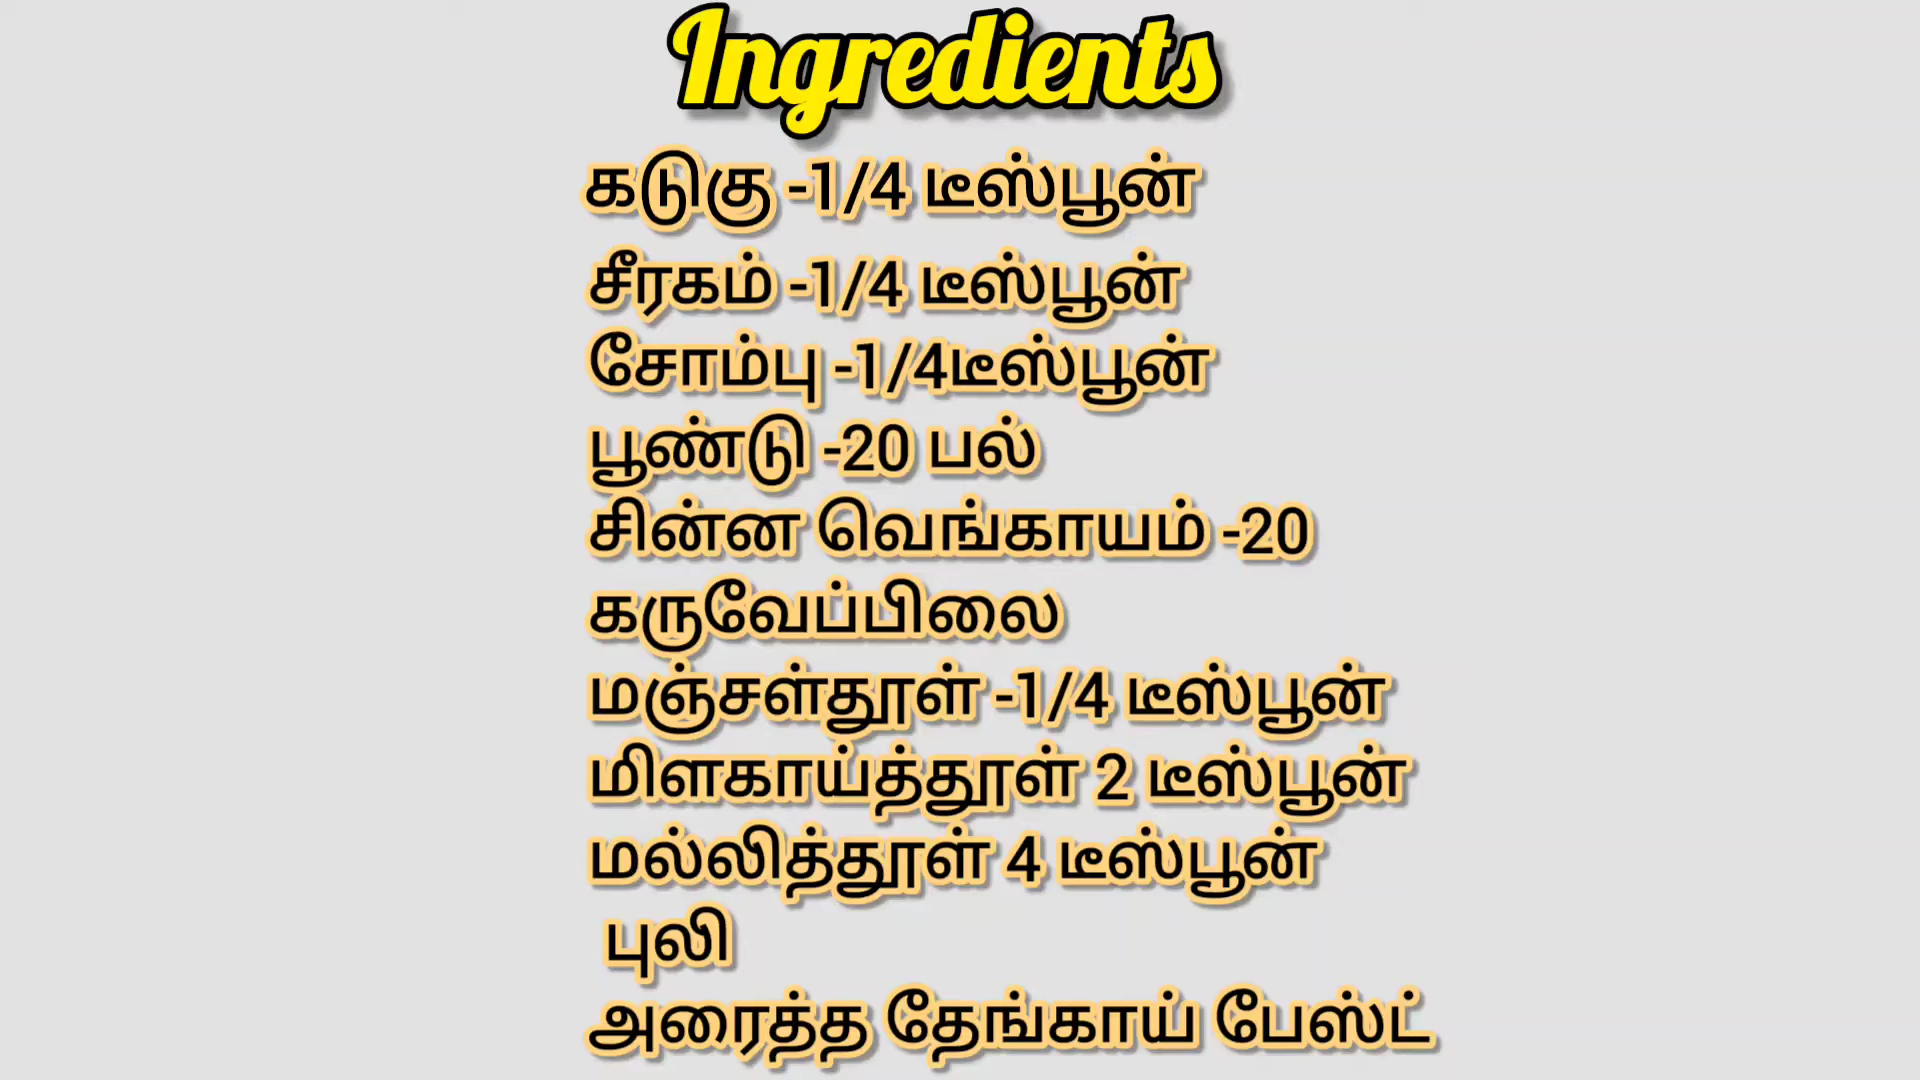 Ingredients
கடுகு -1/4 டீஸ்பூன்
சீரகம் -1/4 டீஸ்பூன்
சோம்பு -1/4டீஸ்பூன்
பூண்டு -20 பல்
சின்ன வெங்காயம் -20
கருவேப்பிலை
மஞ்சள்தூள் -1/4 டீஸ்பூன்
மிளகாய்த்தூள் 2 டீஸ்பூன்
மல்லித்தூள் 4 டீஸ்பூன்
புலி
அரைத்த தேங்காய் பேஸ்ட்